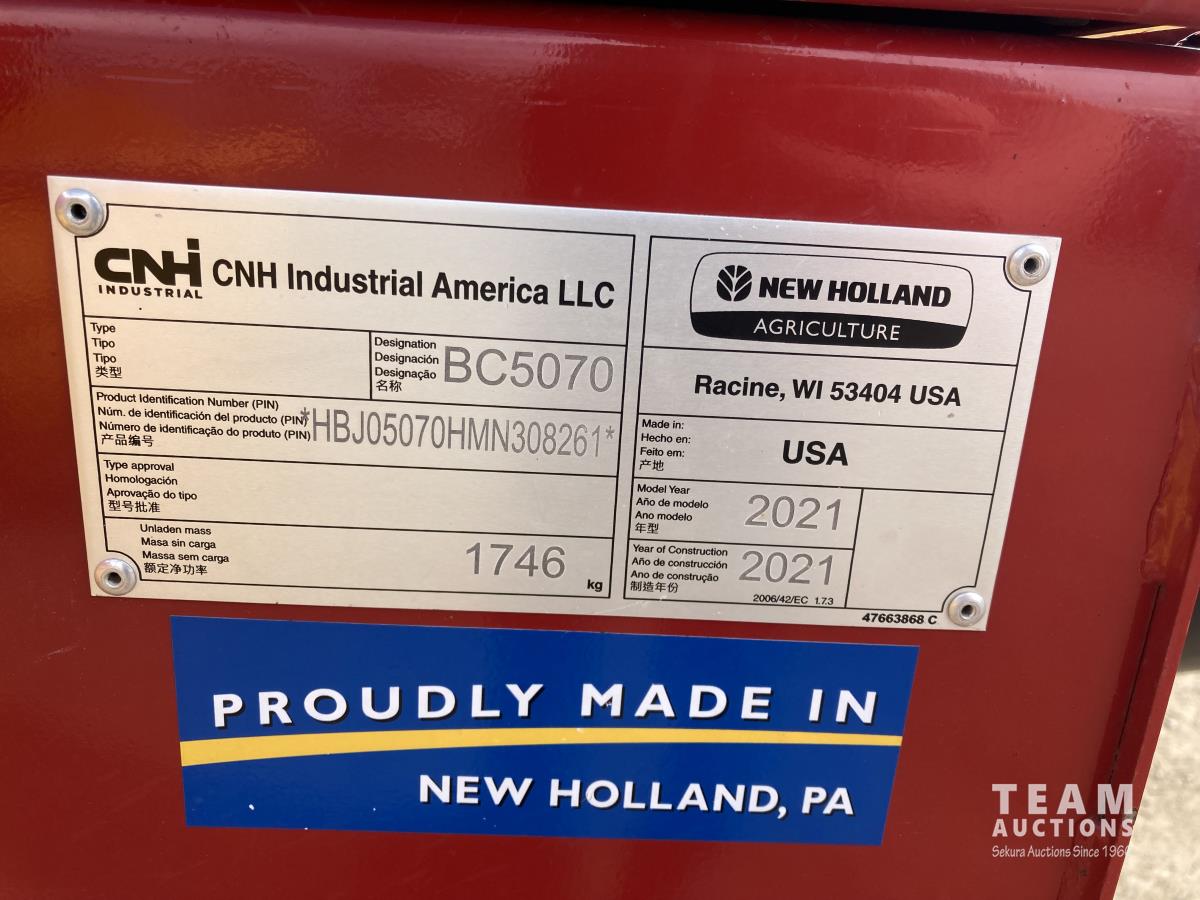 CNH
INDUSTRIAL
CNH Industrial America LLC
Type
Tipo
Tipo
类型
Designation
Designación
Designação
名称
BC5070
Product Identification Number (PIN)
Núm. de identificación del producto (PIN)
Número de identificação do produto (PIN)
产品编号
*HBJ05070HMN308261*
Type approval
Homologación
Aprovação do tipo
型号批准
Unladen mass
Masa sin carga
Massa sem carga
额定净功率
1746
kg
NEW HOLLAND
AGRICULTURE
Racine, WI 53404 USA
Made in:
Hecho en:
Feito em:
产地
USA
Model Year
Año de modelo
Ano modelo
年型
2021
Year of Construction
Año de construcción
Ano de construção
制造年份
2021
2006/42/EC 1.7.3
47663868 C
PROUDLY MADE IN
NEW HOLLAND, PA
TEAM
AUCTIONS
Sekura Auctions Since 1966